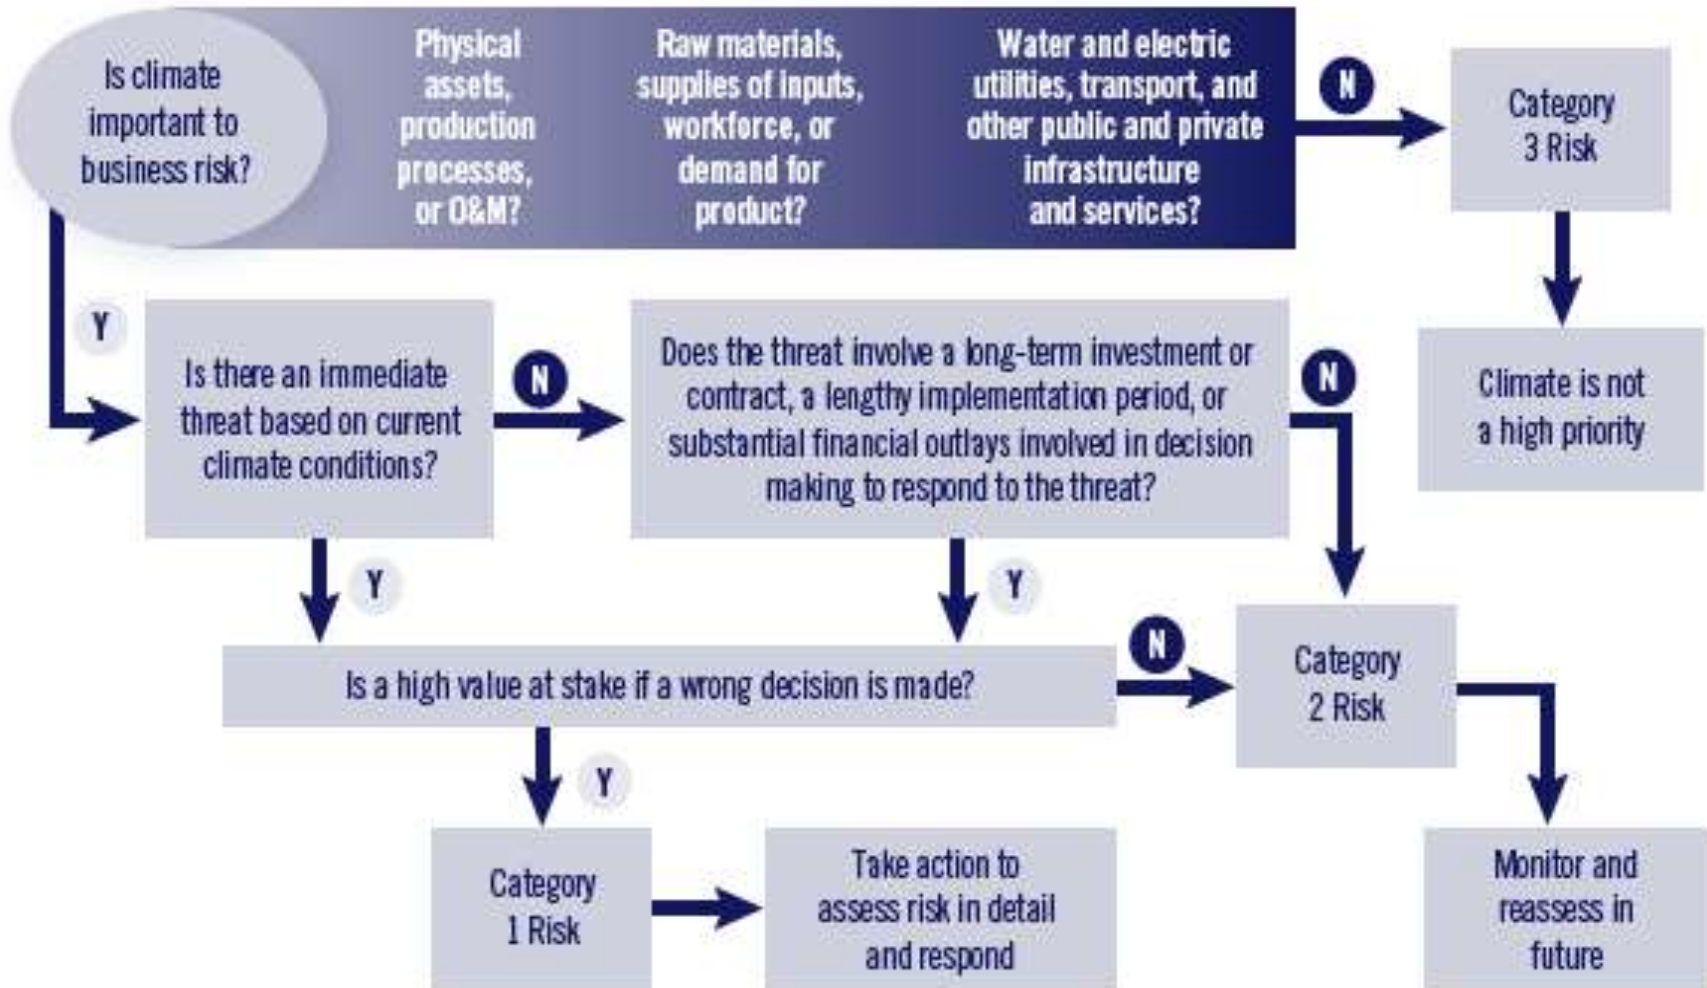 Is climate
important to
business risk?
Physical
assets,
production
processes,
or O&M?
Raw materials,
supplies of inputs,
workforce, or
demand for
product?
Water and electric
utilities, transport, and
other public and private
infrastructure
and services?
N
Category
3 Risk
Y
Is there an immediate
threat based on current
climate conditions?
N
Does the threat involve a long-term investment or
contract, a lengthy implementation period, or
substantial financial outlays involved in decision
making to respond to the threat?
N
Climate is not
a high priority
Y
Y
Is a high value at stake if a wrong decision is made?
N
Category
2 Risk
Y
Category
1 Risk
Take action to
assess risk in detail
and respond
Monitor and
reassess in
future